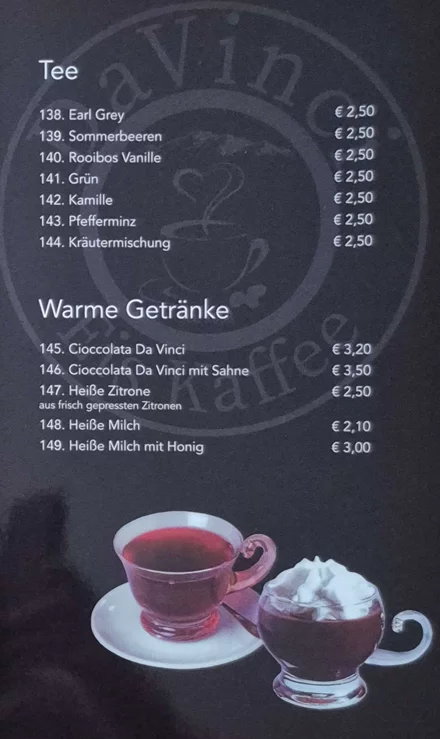 DaVinci
Kaffee
Tee
138. Earl Grey € 2,50
139. Sommerbeeren € 2,50
140. Rooibos Vanille € 2,50
141. Grün € 2,50
142. Kamille € 2,50
143. Pfefferminz € 2,50
144. Kräutermischung € 2,50
Warme Getränke
145. Cioccolata Da Vinci € 3,20
146. Cioccolata Da Vinci mit Sahne € 3,50
147. Heiße Zitrone € 2,50
aus frisch gepressten Zitronen
148. Heiße Milch € 2,10
149. Heiße Milch mit Honig € 3,00